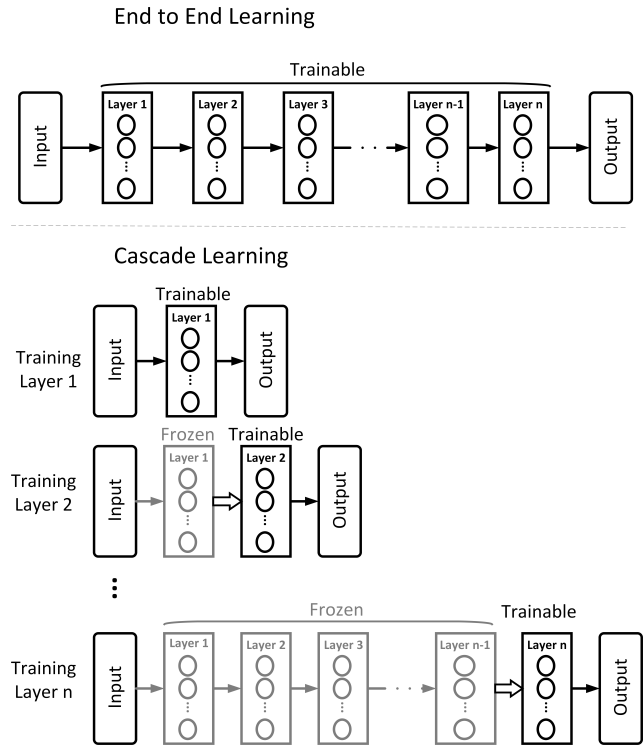 End to End Learning
Trainable
Input
Layer 1
Layer 2
Layer 3
Layer n-1
Layer n
Output
Cascade Learning
Training
Layer 1
Input
Trainable
Layer 1
Output
Training
Layer 2
Input
Frozen
Layer 1
Trainable
Layer 2
Output
Training
Layer n
Input
Frozen
Layer 1
Layer 2
Layer 3
Layer n-1
Trainable
Layer n
Output